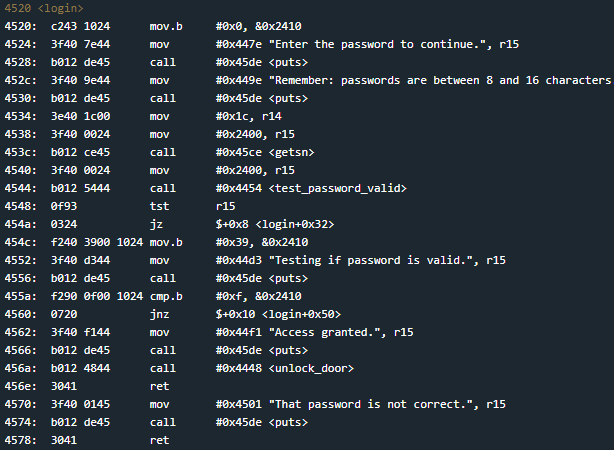 4520 <login>
4520:  c243 1024      mov.b   #0x0, &0x2410
4524:  3f40 7e44      mov     #0x447e "Enter the password to continue.", r15
4528:  b012 de45      call    #0x45de <puts>
452c:  3f40 9e44      mov     #0x449e "Remember: passwords are between 8 and 16 characters
4530:  b012 de45      call    #0x45de <puts>
4534:  3e40 1c00      mov     #0x1c, r14
4538:  3f40 0024      mov     #0x2400, r15
453c:  b012 ce45      call    #0x45ce <getsn>
4540:  3f40 0024      mov     #0x2400, r15
4544:  b012 5444      call    #0x4454 <test_password_valid>
4548:  0f93           tst     r15
454a:  0324           jz      $+0x8 <login+0x32>
454c:  f240 3900 1024 mov.b   #0x39, &0x2410
4552:  3f40 d344      mov     #0x44d3 "Testing if password is valid.", r15
4556:  b012 de45      call    #0x45de <puts>
455a:  f290 0f00 1024 cmp.b   #0xf, &0x2410
4560:  0720           jnz     $+0x10 <login+0x50>
4562:  3f40 f144      mov     #0x44f1 "Access granted.", r15
4566:  b012 de45      call    #0x45de <puts>
456a:  b012 4844      call    #0x4448 <unlock_door>
456e:  3041           ret
4570:  3f40 0145      mov     #0x4501 "That password is not correct.", r15
4574:  b012 de45      call    #0x45de <puts>
4578:  3041           ret